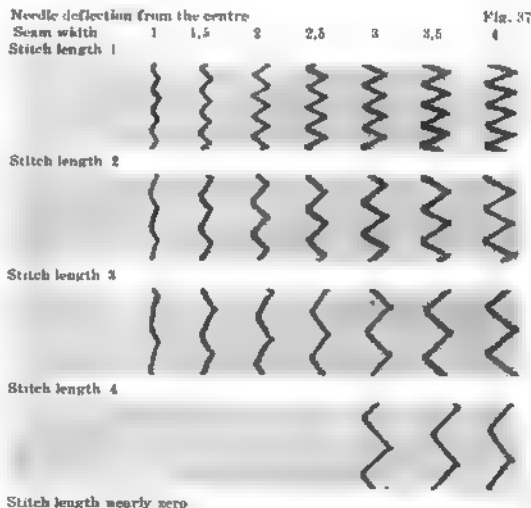 Needle deflection from the centre Fig. 37
Seam width 1 1,5 2 2,5 3 3,5 4
Stitch length 1
Stitch length 2
Stitch length 3
Stitch length 4
Stitch length nearly zero